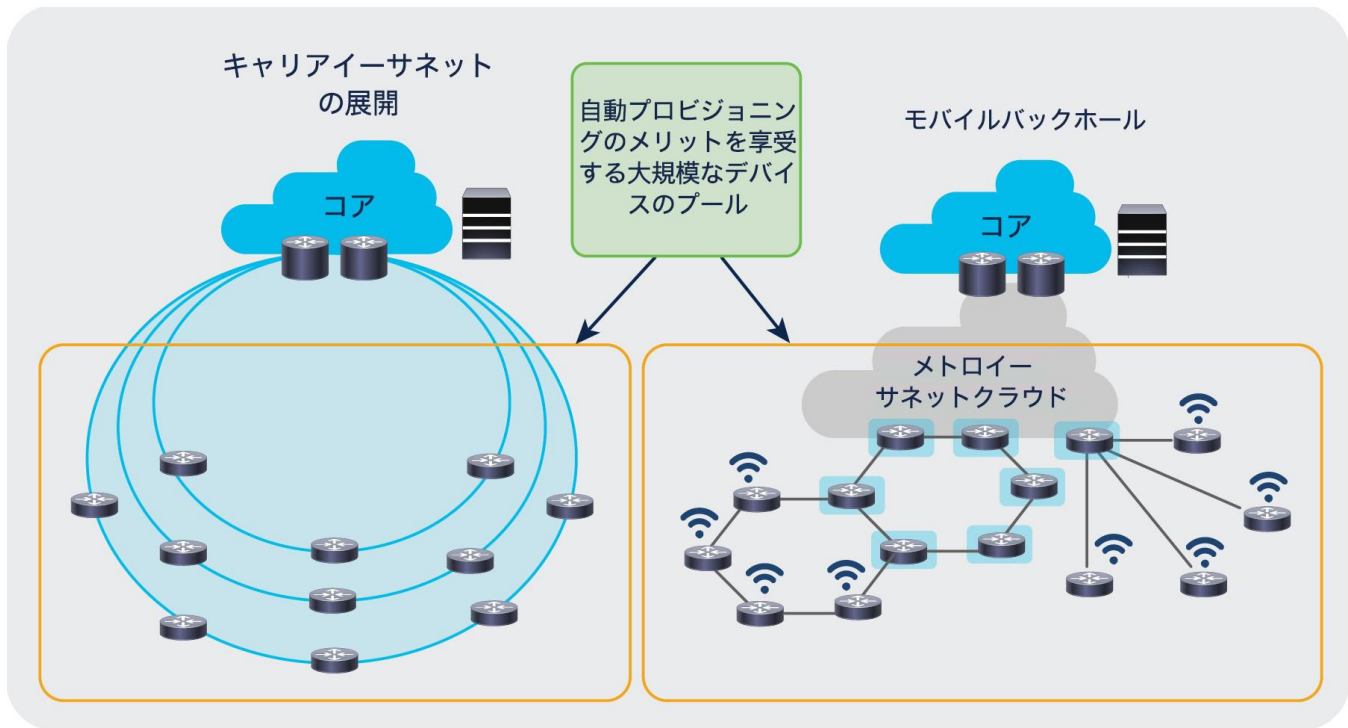 キャリアイーサネット
の展開
コア
自動プロビジョニン
グのメリットを享受
する大規模なデバイ
スのプール
モバイルバックホール
コア
メトロイー
サネットクラウド